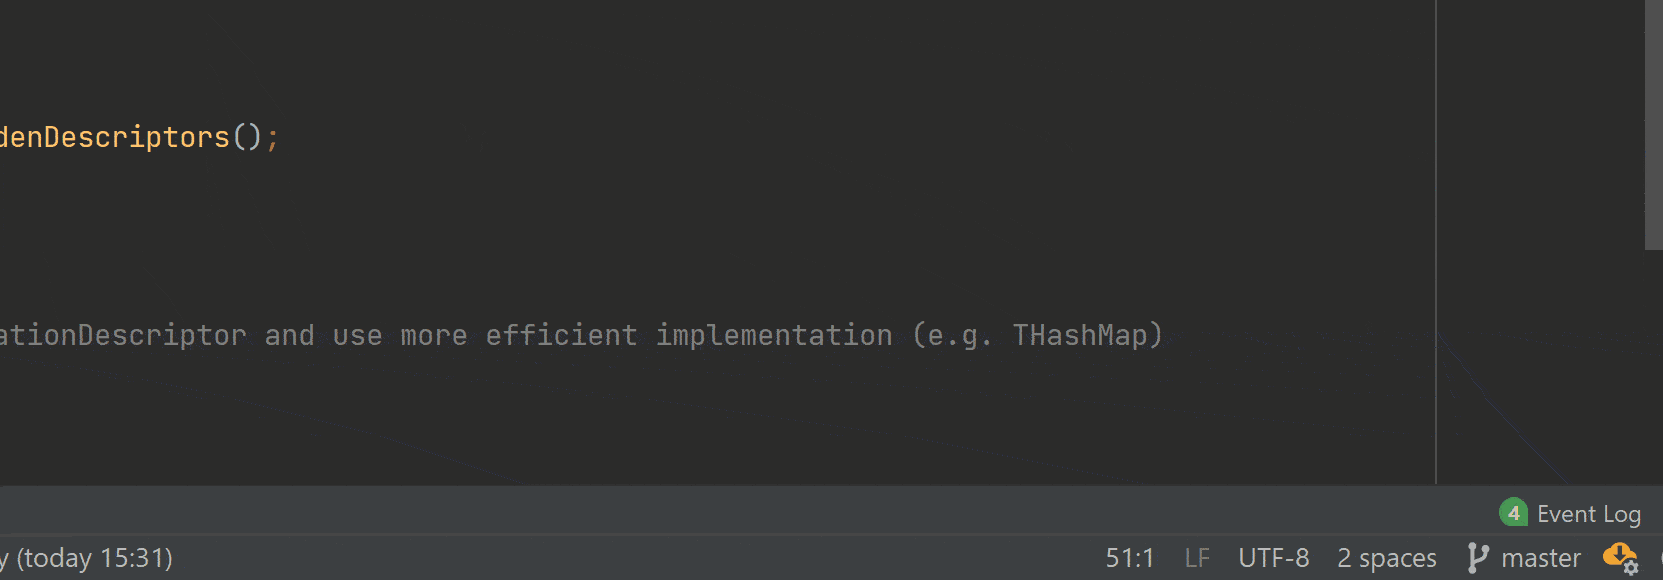 denDescriptors();
ationDescriptor and use more efficient implementation (e.g. THashMap)
4 Event Log
y (today 15:31) 51:1 LF UTF-8 2 spaces master